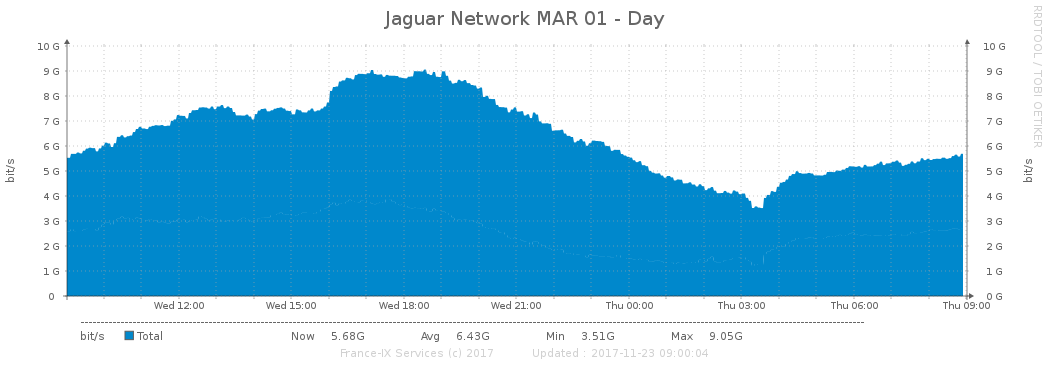 Jaguar Network MAR 01 - Day
RRDTOOL / TOBI OETIKER
10 G 10 G
9 G 9 G
8 G 8 G
7 G 7 G
6 G 6 G
5 G 5 G
4 G 4 G
3 G 3 G
2 G 2 G
1 G 1 G
0 0 G
bit/s
bit/s
Wed 12:00 Wed 15:00 Wed 18:00 Wed 21:00 Thu 00:00 Thu 03:00 Thu 06:00 Thu 09:00
bit/s Total Now 5.68G Avg 6.43G Min 3.51G Max 9.05G
France-IX Services (c) 2017 Updated : 2017-11-23 09:00:04